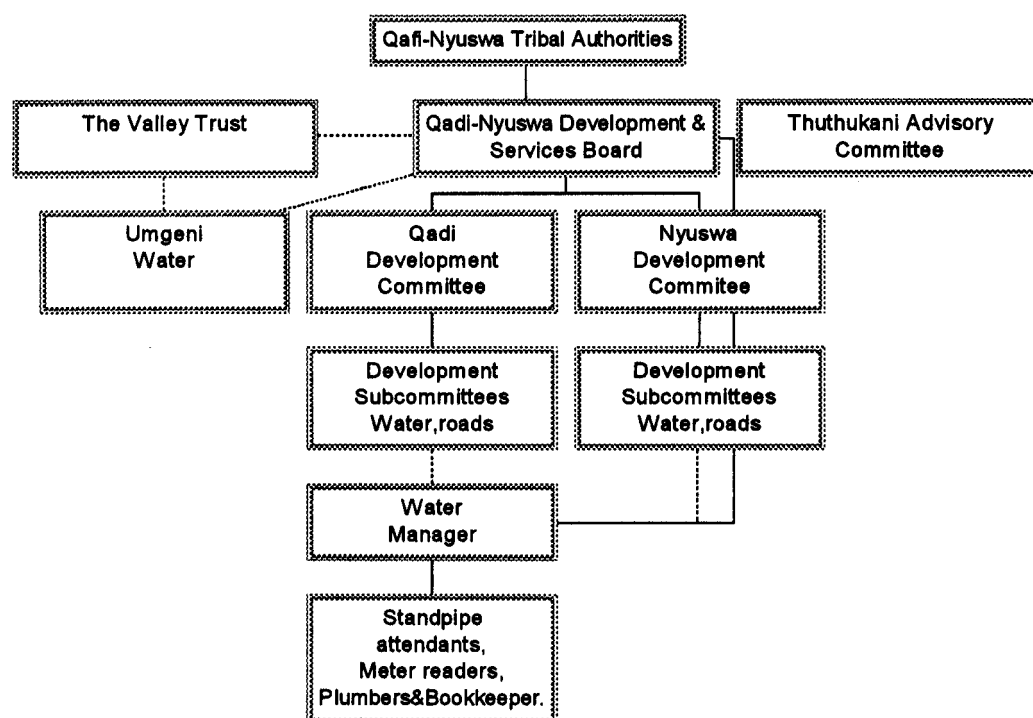 Qafi-Nyuswa Tribal Authorities
The Valley Trust
Qadi-Nyuswa Development &
Services Board
Thuthukani Advisory
Committee
Umgeni
Water
Qadi
Development
Committee
Nyuswa
Development
Commitee
Development
Subcommittees
Water,roads
Development
Subcommittees
Water,roads
Water
Manager
Standpipe
attendants,
Meter readers,
Plumbers&Bookkeeper.